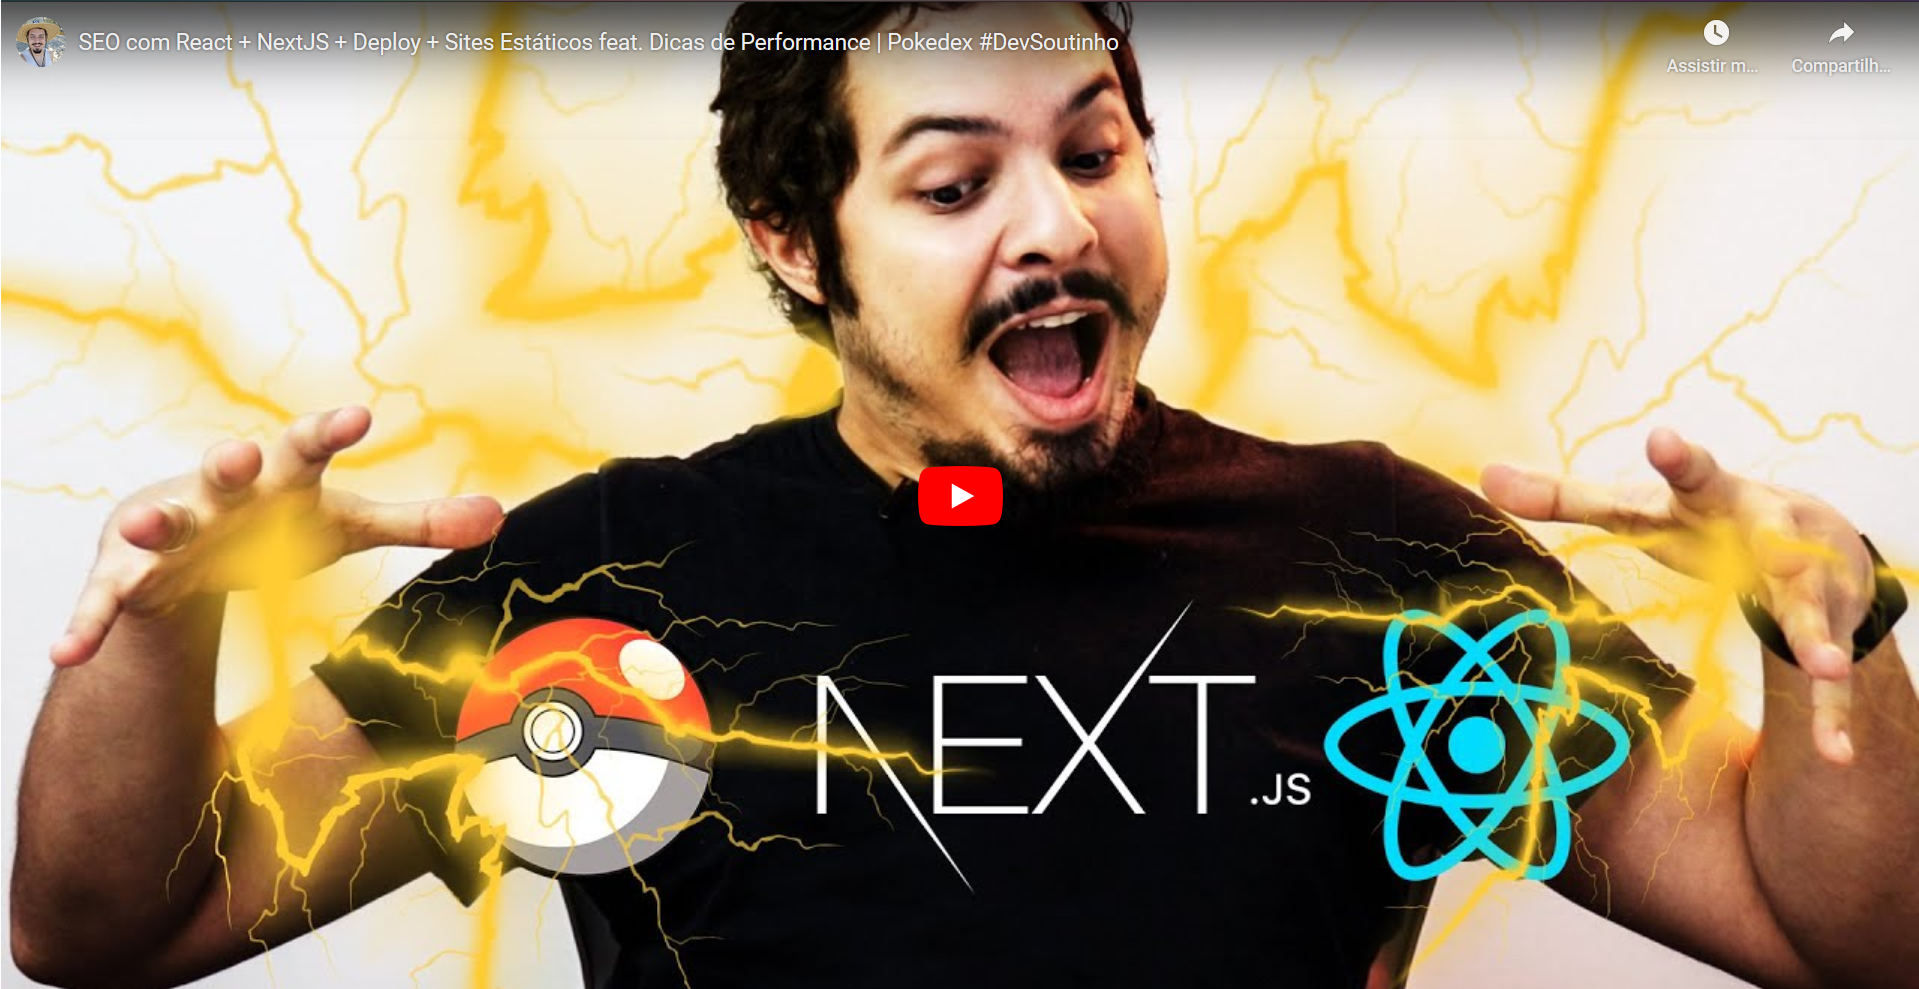 SEO com React + NextJS + Deploy + Sites Estáticos feat. Dicas de Performance | Pokedex #DevSoutinho
Assistir m...
Compartilh...
NEXT
.JS